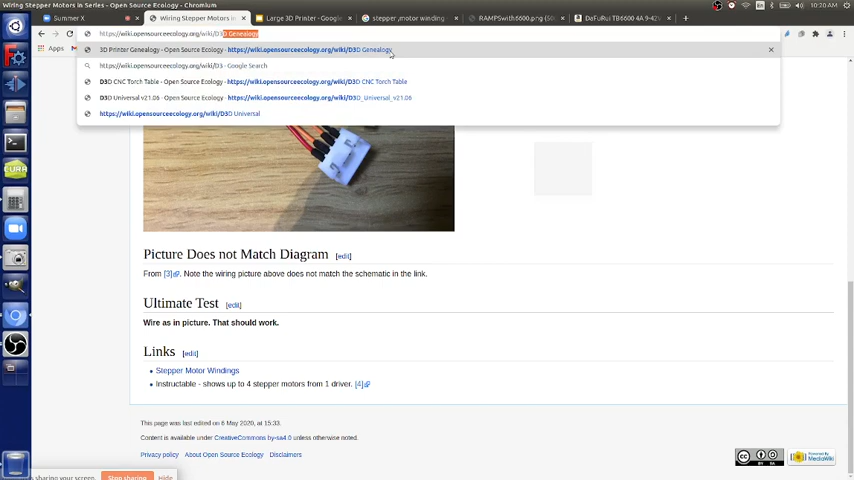 Wiring Stepper Motors in Series - Open Source Ecology - Chromium
10:20 AM
Summer X
Wiring Stepper Motors in
Large 3D Printer - Google
stepper ,motor winding
RAMPSwith6600.png (50
DaFuRui TB6600 4A 9-42V
https://wiki.opensourceecology.org/wiki/D3D Genealogy
Apps
3D Printer Genealogy - Open Source Ecology - https://wiki.opensourceecology.org/wiki/D3D Genealogy
https://wiki.opensourceecology.org/wiki/D3 - Google Search
D3D CNC Torch Table - Open Source Ecology - https://wiki.opensourceecology.org/wiki/D3D CNC Torch Table
D3D Universal v21.06 - Open Source Ecology - https://wiki.opensourceecology.org/wiki/D3D_Universal_v21.06
https://wiki.opensourceecology.org/wiki/D3D Universal
Picture Does not Match Diagram [edit]
From [3]. Note the wiring picture above does not match the schematic in the link.
Ultimate Test [edit]
Wire as in picture. That should work.
Links [edit]
Stepper Motor Windings
Instructable - shows up to 4 stepper motors from 1 driver. [4]
This page was last edited on 6 May 2020, at 15:33.
Content is available under CreativeCommons by-sa4.0 unless otherwise noted.
Privacy policy About Open Source Ecology Disclaimers
sharing your screen. Stop sharing Hide